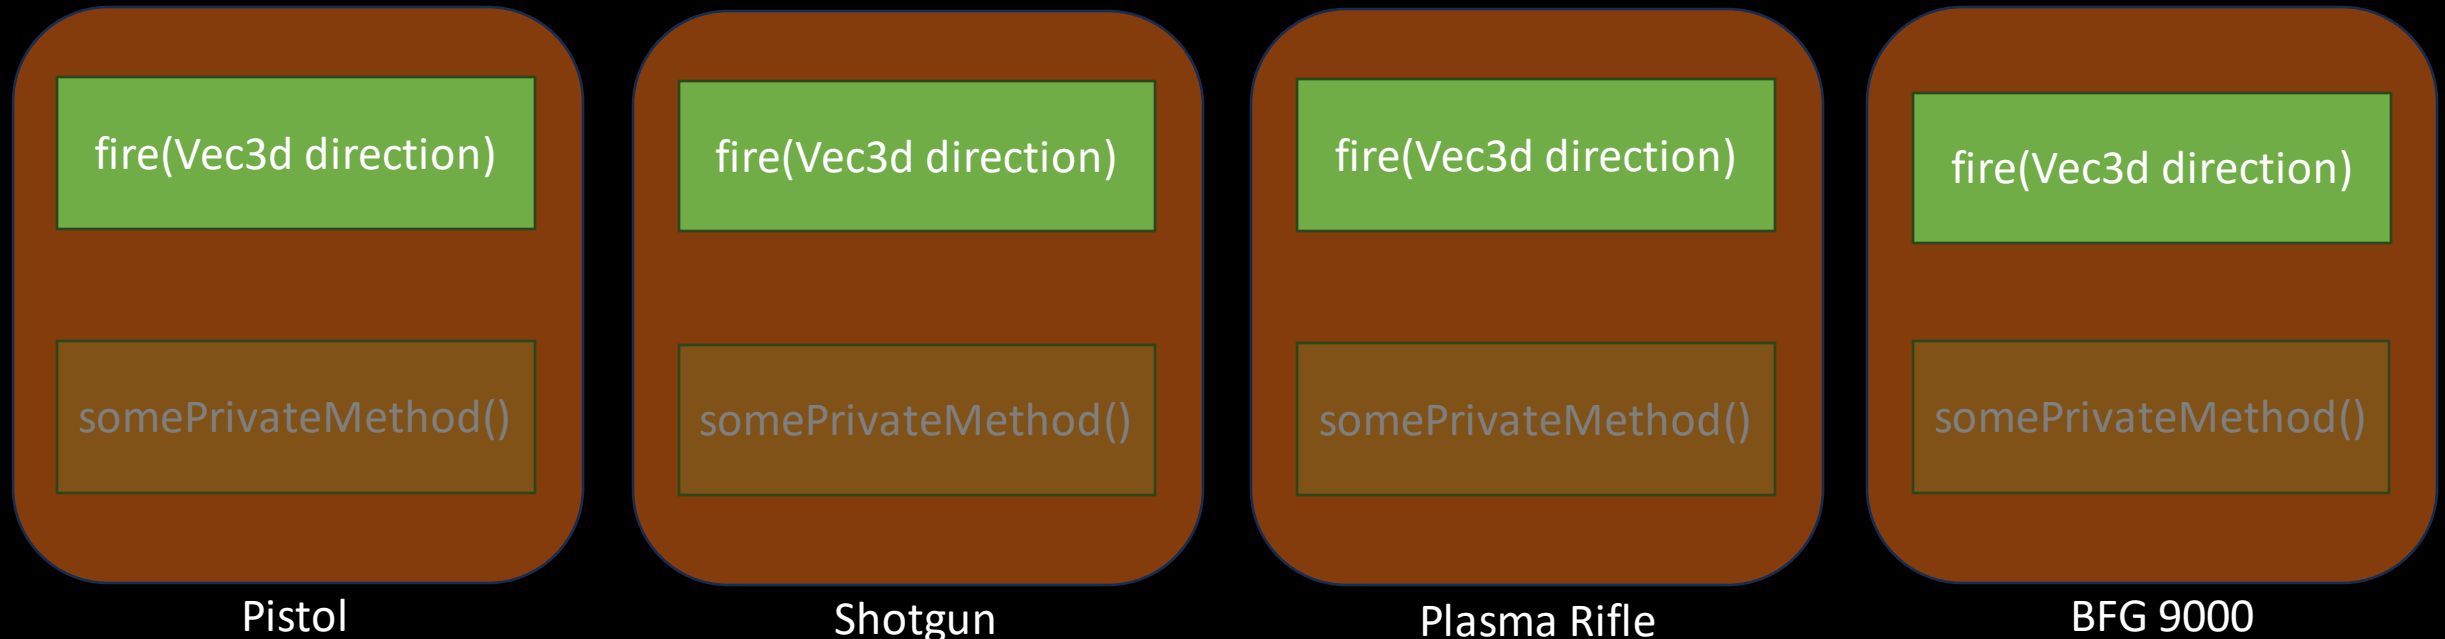 fire(Vec3d direction)
fire(Vec3d direction)
fire(Vec3d direction)
fire(Vec3d direction)
somePrivateMethod()
somePrivateMethod()
somePrivateMethod()
somePrivateMethod()
Pistol
Shotgun
Plasma Rifle
BFG 9000